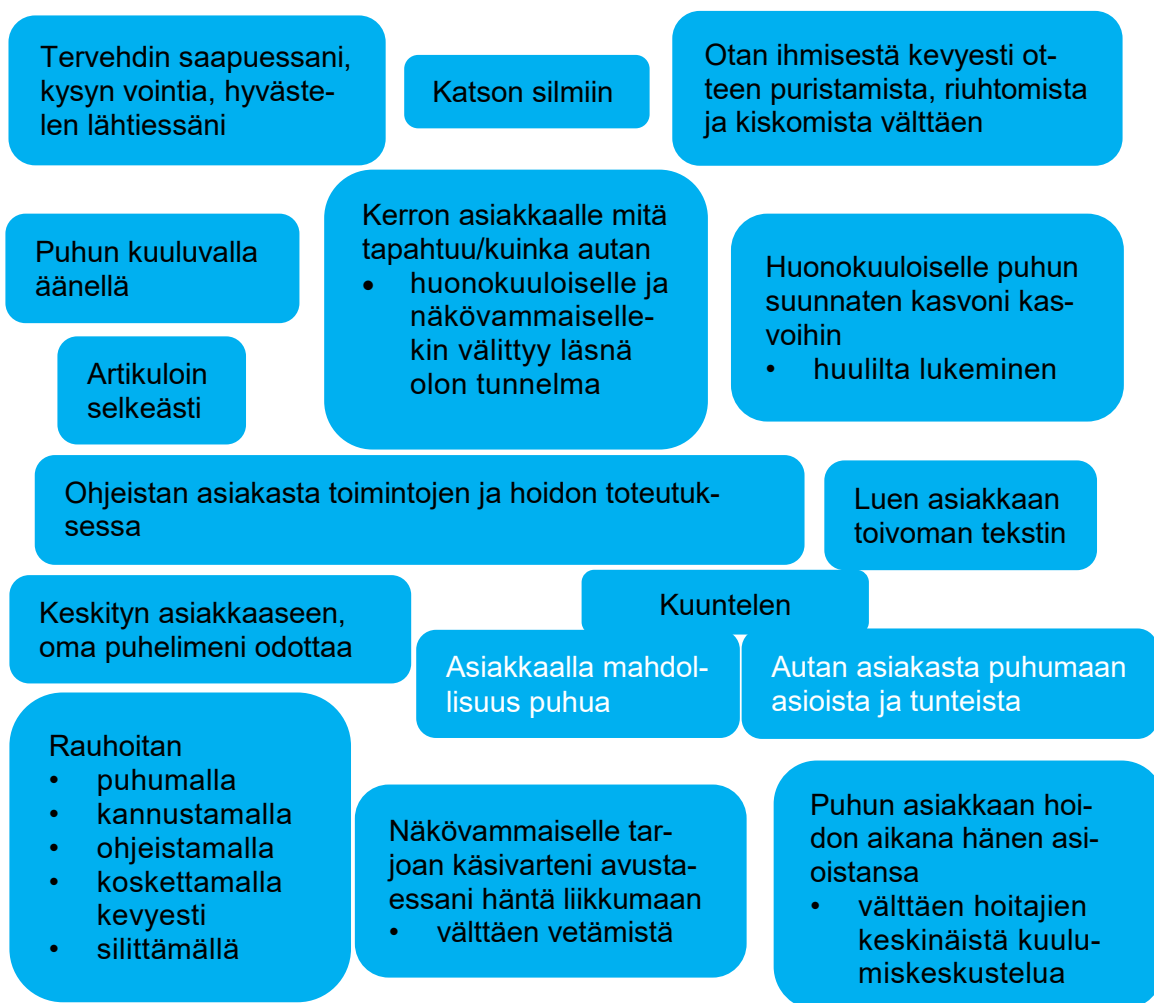 Tervehdin saapuessani,
kysyn vointia, hyväste-
len lähtiessäni
Katson silmiin
Otan ihmisestä kevyesti ot-
teen puristamista, riuhtomista
ja kiskomista välttäen
Puhun kuuluvalla
äänellä
Kerron asiakkaalle mitä
tapahtuu/kuinka autan
• huonokuuloiselle ja
näkövammaiselle-
kin välittyy läsnä
olon tunnelma
Huonokuuloiselle puhun
suunnaten kasvoni kas-
voihin
• huulilta lukeminen
Artikuloin
selkeästi
Ohjeistan asiakasta toimintojen ja hoidon toteutuk-
sessa
Luen asiakkaan
toivoman tekstin
Keskityn asiakkaaseen,
oma puhelimeni odottaa
Kuuntelen
Asiakkaalla mahdol-
lisuus puhua
Autan asiakasta puhumaan
asioista ja tunteista
Rauhoitan
• puhumalla
• kannustamalla
• ohjeistamalla
• koskettamalla
kevyesti
• silittämällä
Näkövammaiselle tar-
joan käsivarteni avusta-
essani häntä liikkumaan
• välttäen vetämistä
Puhun asiakkaan hoi-
don aikana hänen asi-
oistansa
• välttäen hoitajien
keskinäistä kuulu-
miskeskustelua